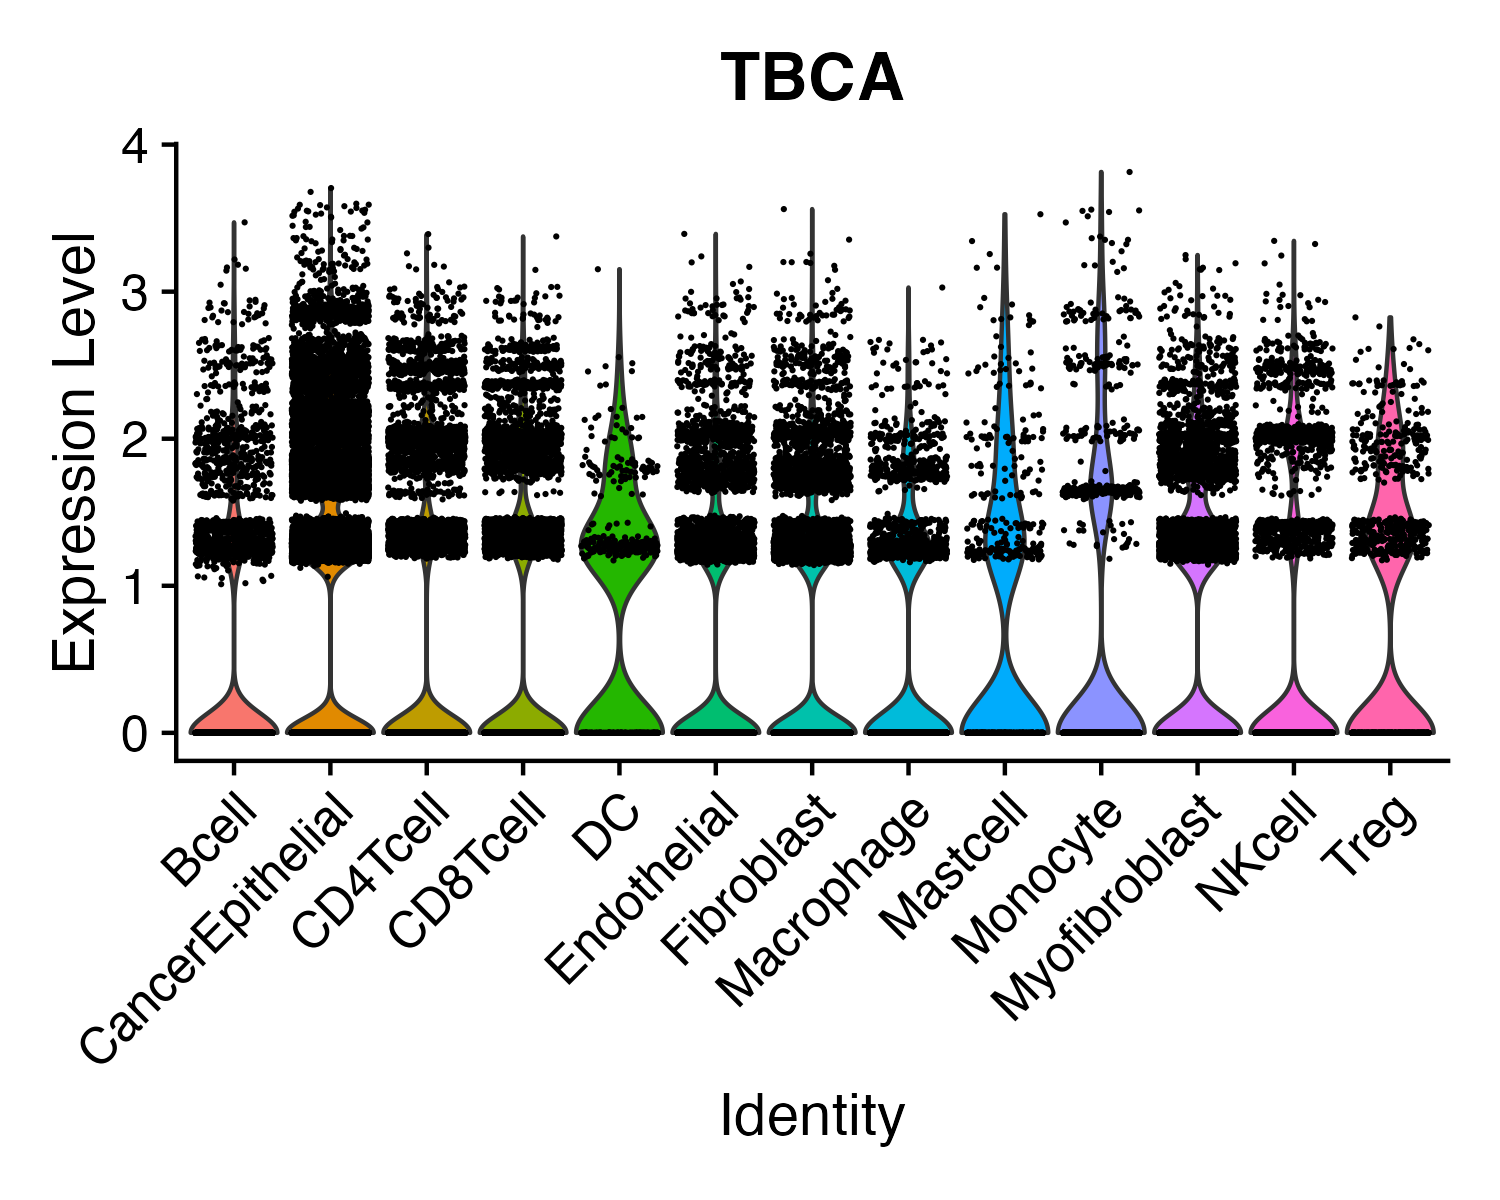 TBCA
Expression Level
4
3
2
1
0
Bcell
CancerEpithelial
CD4Tcell
CD8Tcell
DC
Endothelial
Fibroblast
Macrophage
Mastcell
Monocyte
Myofibroblast
NKcell
Treg
Identity